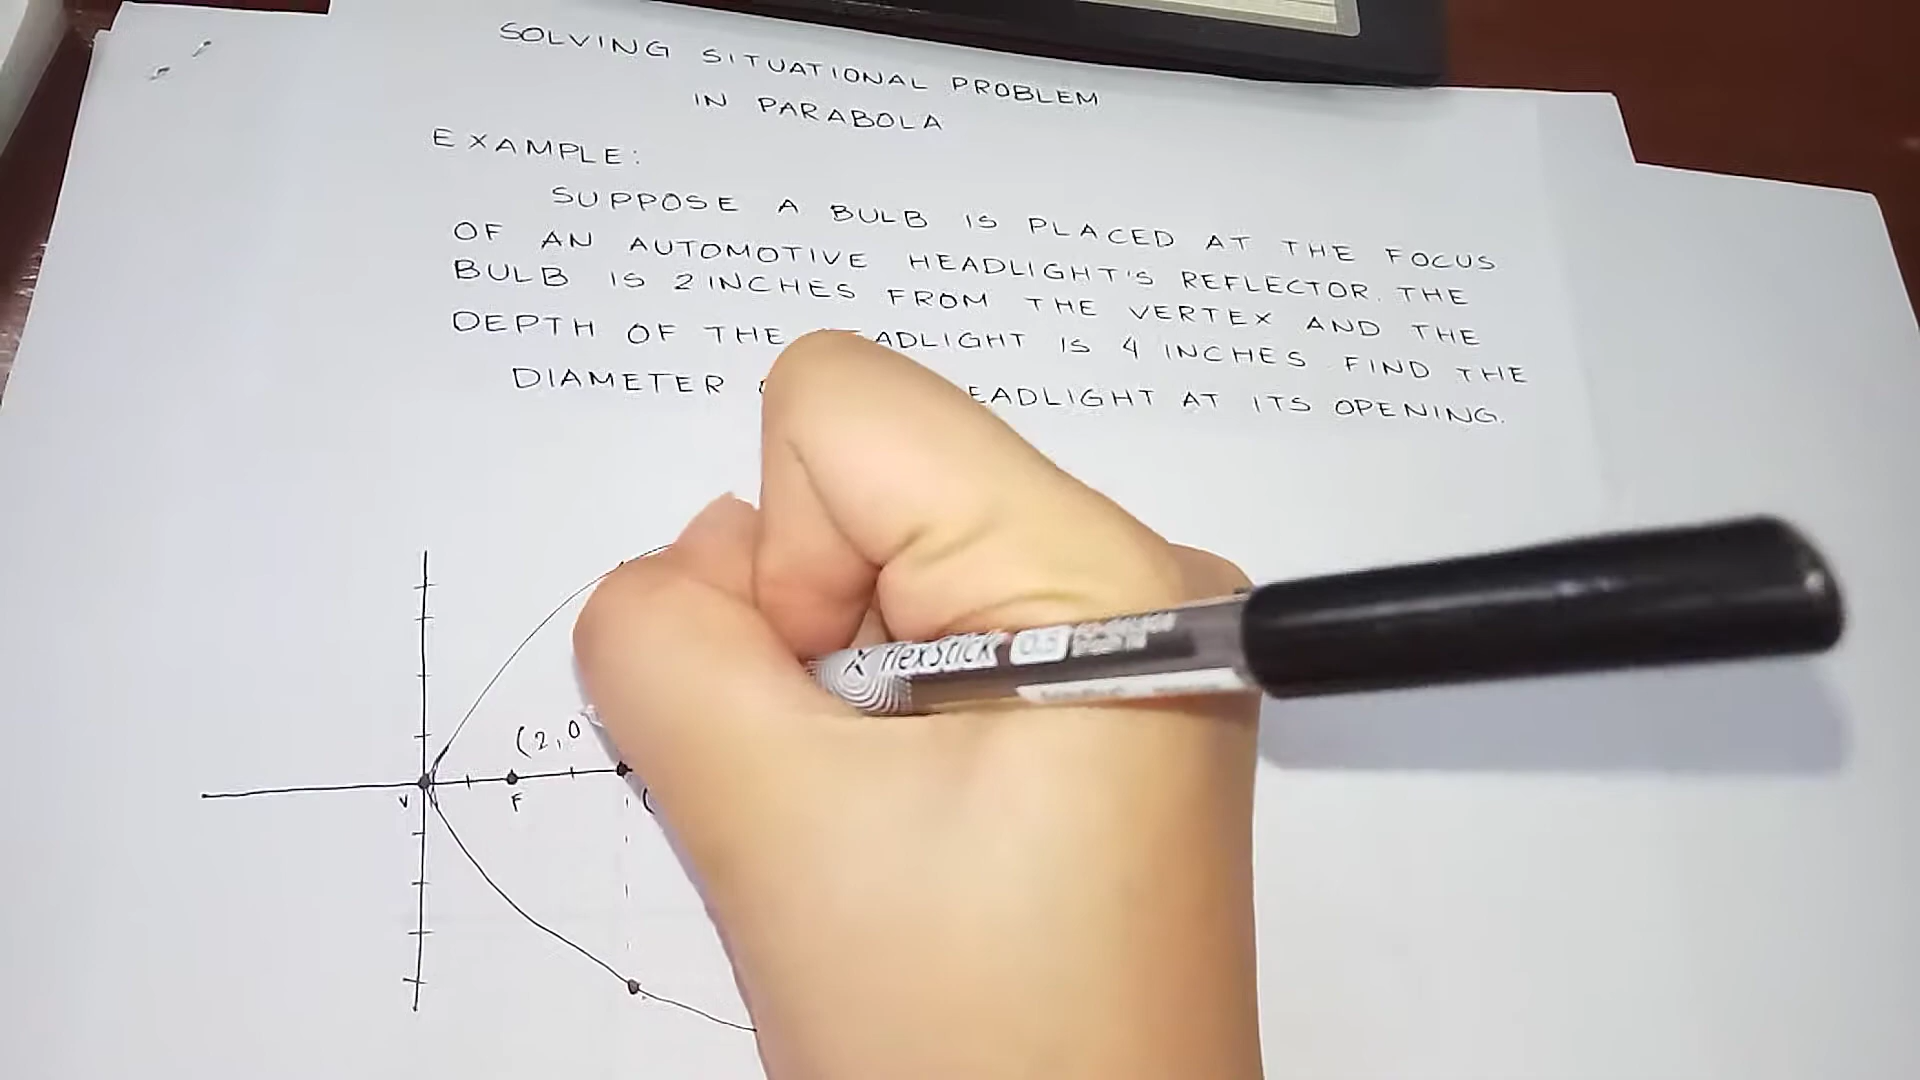 SOLVING SITUATIONAL PROBLEM
IN PARABOLA
EXAMPLE:
SUPPOSE A BULB IS PLACED AT THE FOCUS
OF AN AUTOMOTIVE HEADLIGHT'S REFLECTOR. THE
BULB IS 2 INCHES FROM THE VERTEX AND THE
DEPTH OF THE ADLIGHT IS 4 INCHES FIND THE
DIAMETER EADLIGHT AT ITS OPENING.
flexstick 0.5
(2,0
V F (